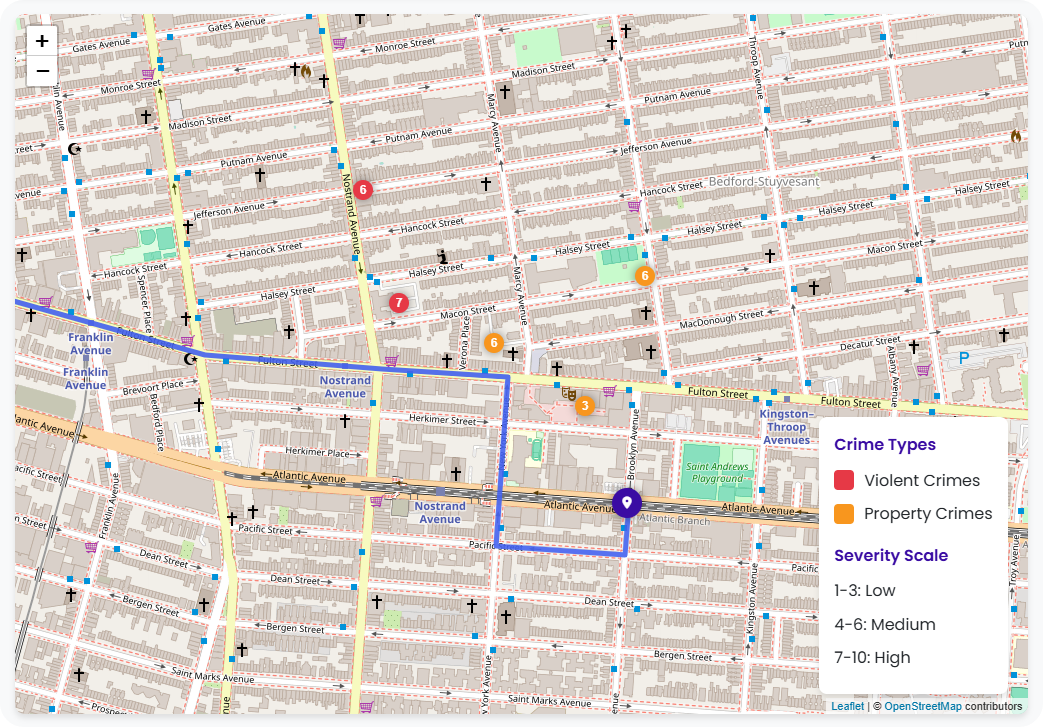 +
−
Gates Avenue
Gates Avenue
Monroe Street
Monroe Street
Madison Street
Madison Street
Putnam Avenue
Putnam Avenue
Putnam Avenue
Throop Avenue
Marcy Avenue
Jefferson Avenue
Jefferson Avenue
Nostrand Avenue
6
Bedford-Stuyvesant
Hancock Street
Hancock Street
Hancock Street
Hancock Street
Halsey Street
Halsey Street
Halsey Street
Halsey Street
Halsey Street
Halsey Street
Macon Street
Macon Street
Spencer Place
Marcy Avenue
6
7
Verona Place
6
MacDonough Street
Decatur Street
Albany Avenue
P
Franklin
Avenue
Franklin
Avenue
Fulton Street
Fulton Street
Nostrand
Avenue
Brevoort Place
Bedford Place
3
Fulton Street
Fulton Street
Kingston–
Throop
Avenues
Herkimer Street
Herkimer Place
Brooklyn Avenue
Saint Andrews
Playground
Atlantic Avenue
Atlantic Avenue
Atlantic Avenue
Atlantic Branch
Nostrand
Avenue
Franklin Avenue
Pacific Street
Pacific Street
Pacific
Dean Street
Dean Street
Dean Street
Bergen Street
Bergen Street
Bergen Street
Kingston Avenue
Troy Avenue
Saint Marks Avenue
Saint Marks Avenue
Crime Types
Violent Crimes
Property Crimes
Severity Scale
1-3: Low
4-6: Medium
7-10: High
Leaflet | © OpenStreetMap contributors